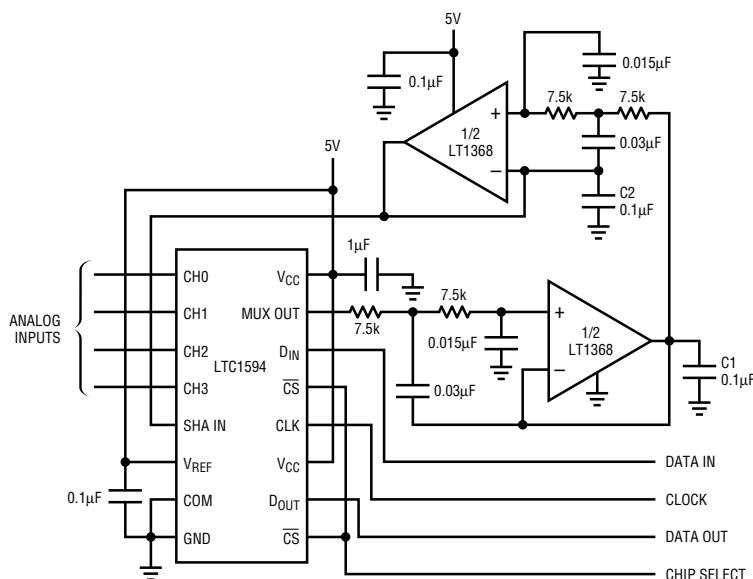 5V
0.1µF
0.015µF
7.5k
7.5k
+
1/2
LT1368
–
0.03µF
C2
0.1µF
5V
1µF
ANALOG
INPUTS
CH0
CH1
CH2
CH3
SHA IN
VREF
COM
GND
LTC1594
VCC
MUX OUT
DIN
CS
CLK
VCC
DOUT
CS
7.5k
7.5k
0.015µF
0.03µF
+
1/2
LT1368
–
C1
0.1µF
0.1µF
DATA IN
CLOCK
DATA OUT
CHIP SELECT